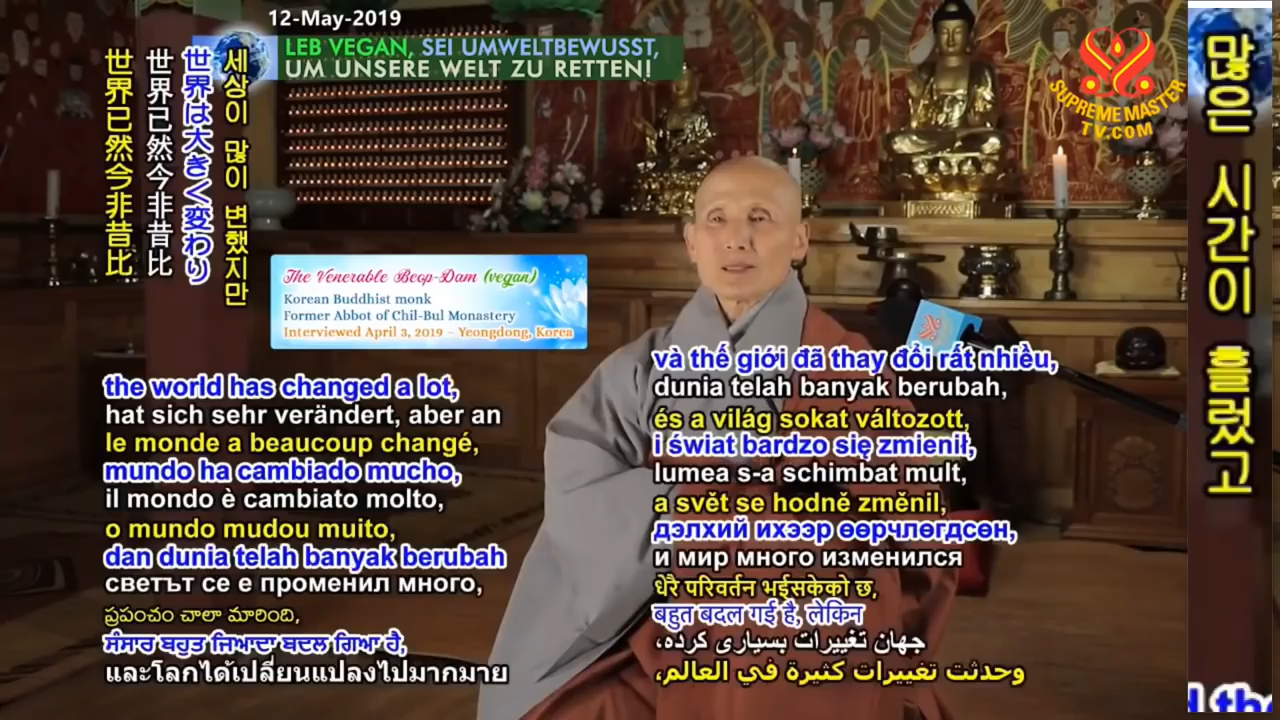 12-May-2019
LEB VEGAN, SEI UMWELTBEWUSST,
UM UNSERE WELT ZU RETTEN!
SUPREME MASTER
TV.COM
많은 시간이 흘렀고
세상이 많이 변했지만
世界は大きく変わり
世界已然今非昔比
世界已然今非昔比
The Venerable Beop-Dam (vegan)
Korean Buddhist monk
Former Abbot of Chil-Bul Monastery
Interviewed April 3, 2019 – Yeongdong, Korea
the world has changed a lot,
hat sich sehr verändert, aber an
le monde a beaucoup changé,
mundo ha cambiado mucho,
il mondo è cambiato molto,
o mundo mudou muito,
dan dunia telah banyak berubah
светът се е променил много,
ప్రపంచం చాలా మారింది,
ਸੰਸਾਰ ਬਹੁਤ ਜਿਆਦਾ ਬਦਲ ਗਿਆ ਹੈ,
และโลกได้เปลี่ยนแปลงไปมากมาย
và thế giới đã thay đổi rất nhiều,
dunia telah banyak berubah,
és a világ sokat változott,
i świat bardzo się zmienił,
lumea s-a schimbat mult,
a svět se hodně změnil,
дэлхий ихээр өөрчлөгдсөн,
и мир много изменился
धेरै परिवर्तन भईसकेको छ,
बहुत बदल गई है, लेकिन
جهان تغییرات بسیاری کرده،
وحدثت تغييرات كثيرة في العالم،